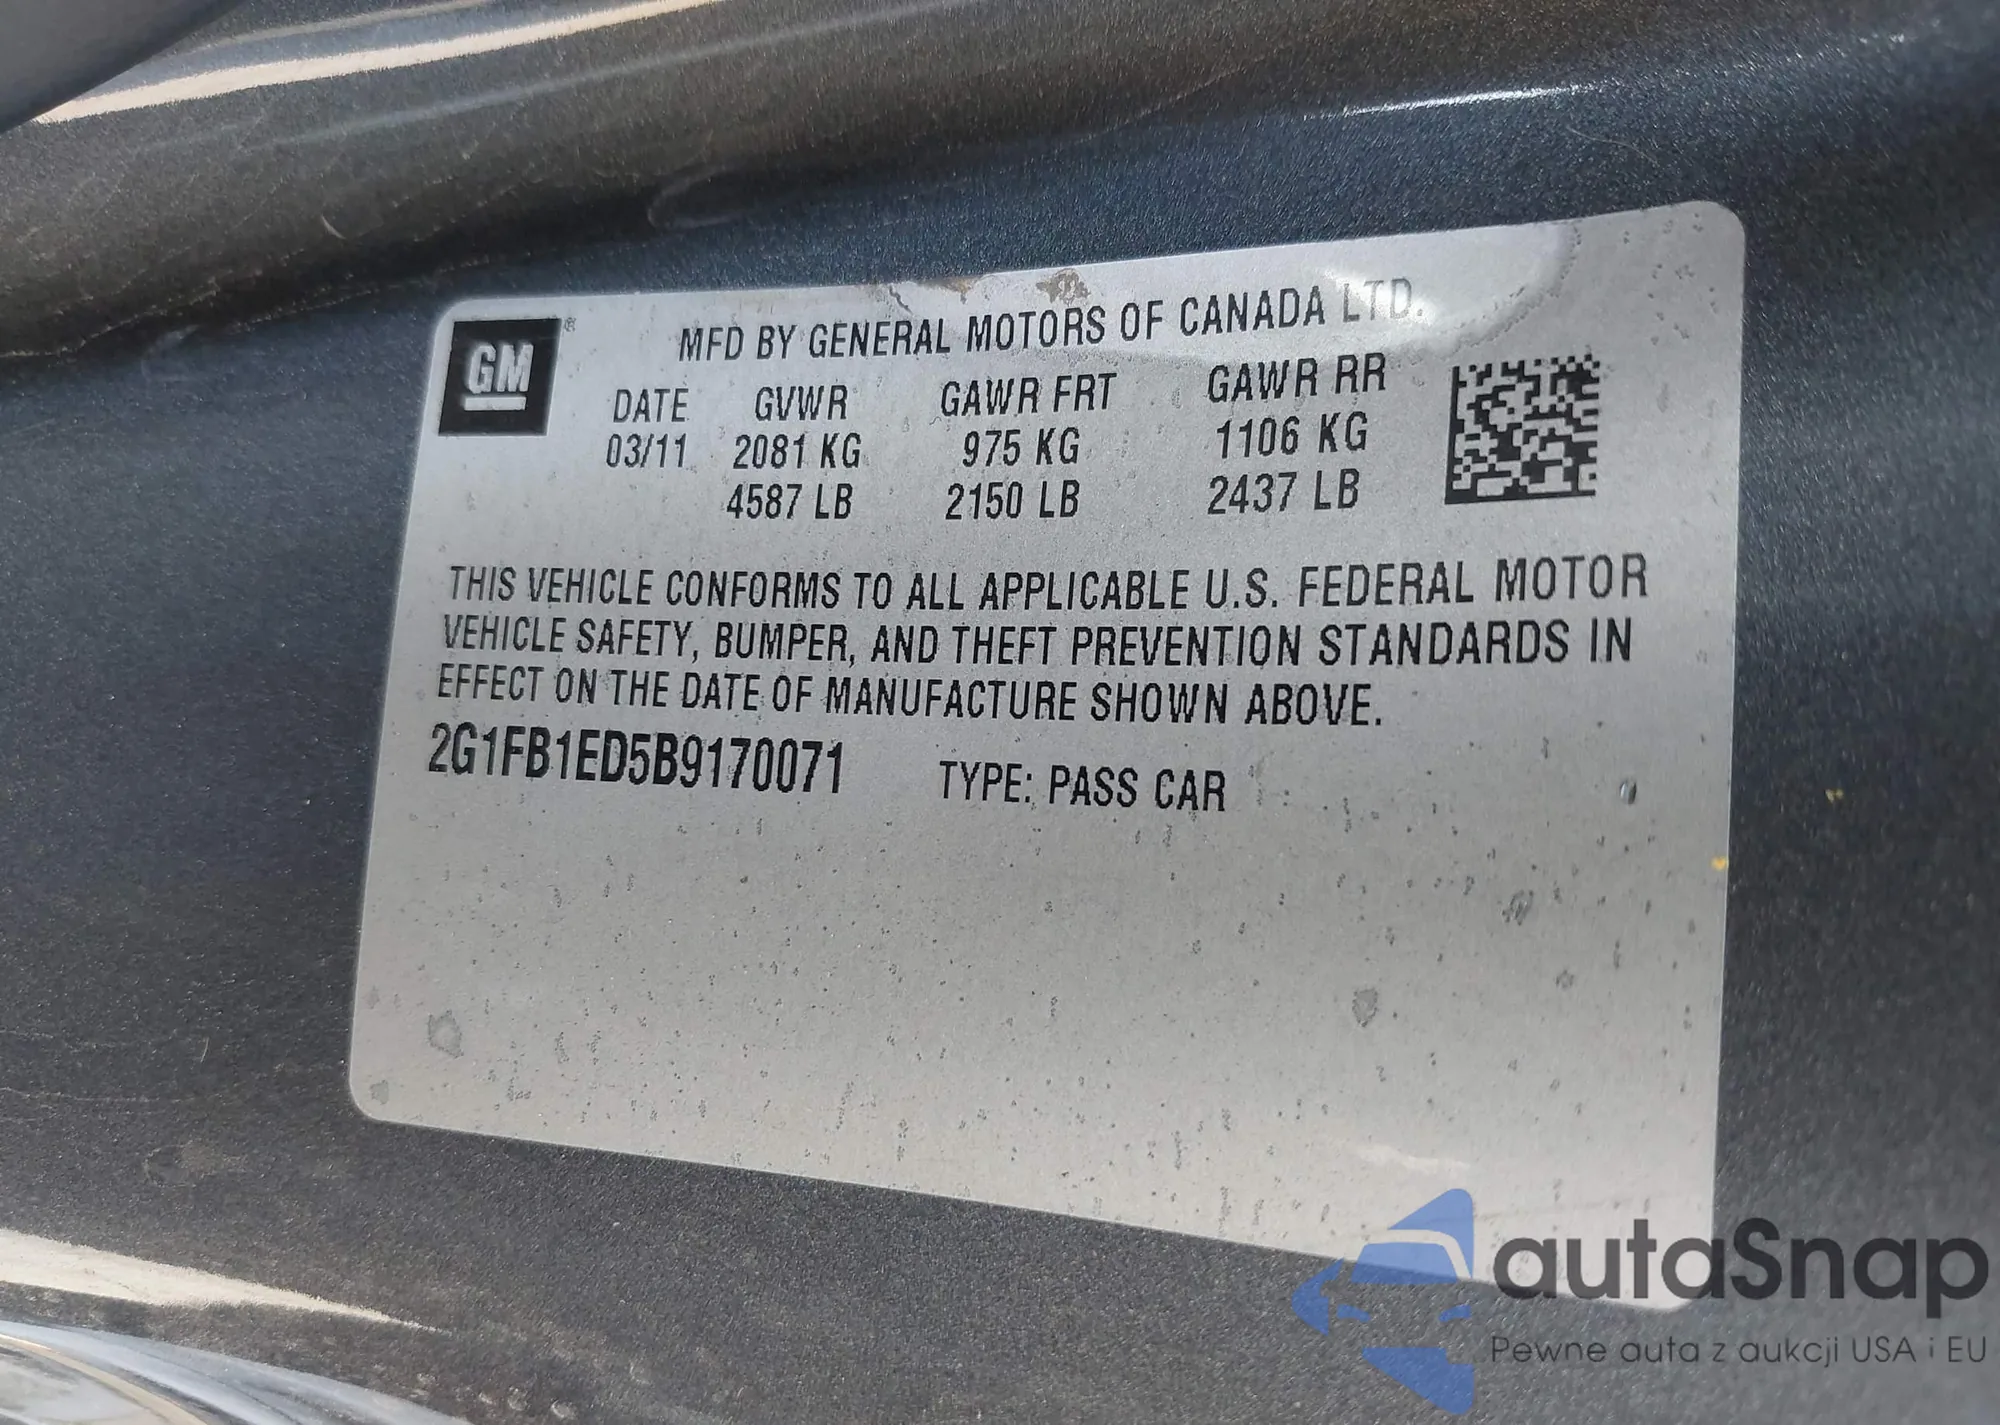 GM ®
MFD BY GENERAL MOTORS OF CANADA LTD.
DATE GVWR GAWR FRT GAWR RR
03/11 2081 KG 975 KG 1106 KG
4587 LB 2150 LB 2437 LB
THIS VEHICLE CONFORMS TO ALL APPLICABLE U.S. FEDERAL MOTOR
VEHICLE SAFETY, BUMPER, AND THEFT PREVENTION STANDARDS IN
EFFECT ON THE DATE OF MANUFACTURE SHOWN ABOVE.
2G1FB1ED5B9170071 TYPE: PASS CAR
autaSnap
Pewne auta z aukcji USA i EU